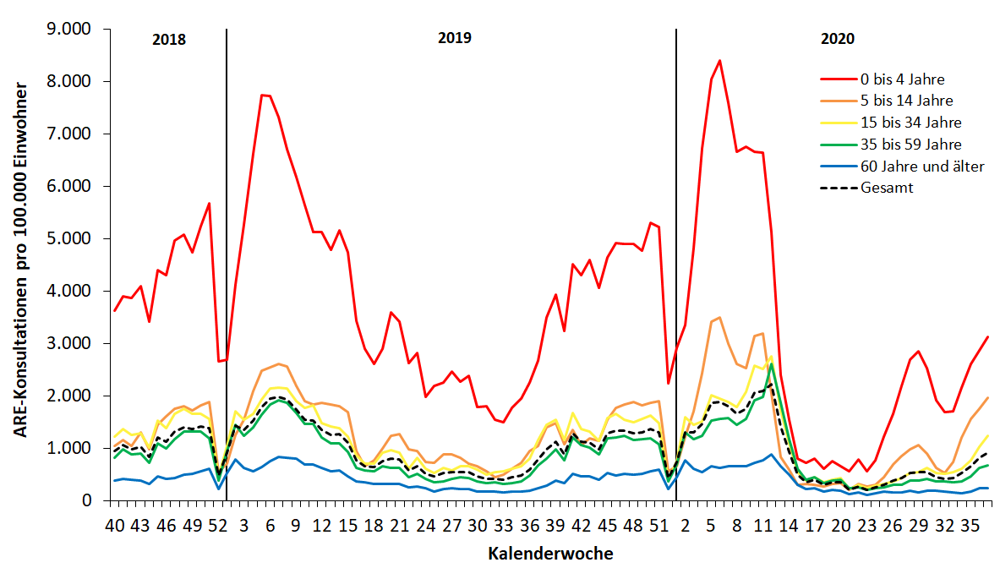 2018
2019
2020
ARE-Konsultationen pro 100.000 Einwohner
9.000
8.000
7.000
6.000
5.000
4.000
3.000
2.000
1.000
0
0 bis 4 Jahre
5 bis 14 Jahre
15 bis 34 Jahre
35 bis 59 Jahre
60 Jahre und älter
Gesamt
40 43 46 49 52 3 6 9 12 15 18 21 24 27 30 33 36 39 42 45 48 51 2 5 8 11 14 17 20 23 26 29 32 35
Kalenderwoche